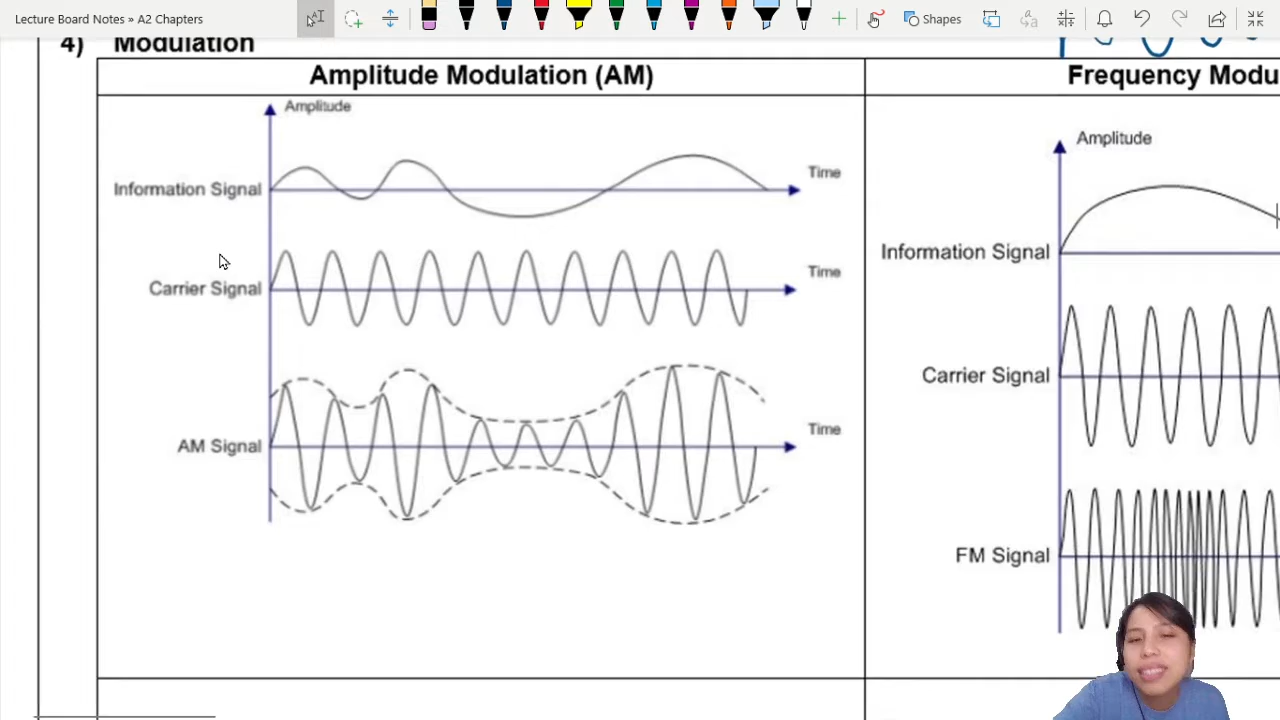 Lecture Board Notes » A2 Chapters
Shapes
4) Modulation
Amplitude Modulation (AM)
Amplitude
Time
Information Signal
Time
Carrier Signal
Time
AM Signal
Frequency Modu
Amplitude
Information Signal
Carrier Signal
FM Signal